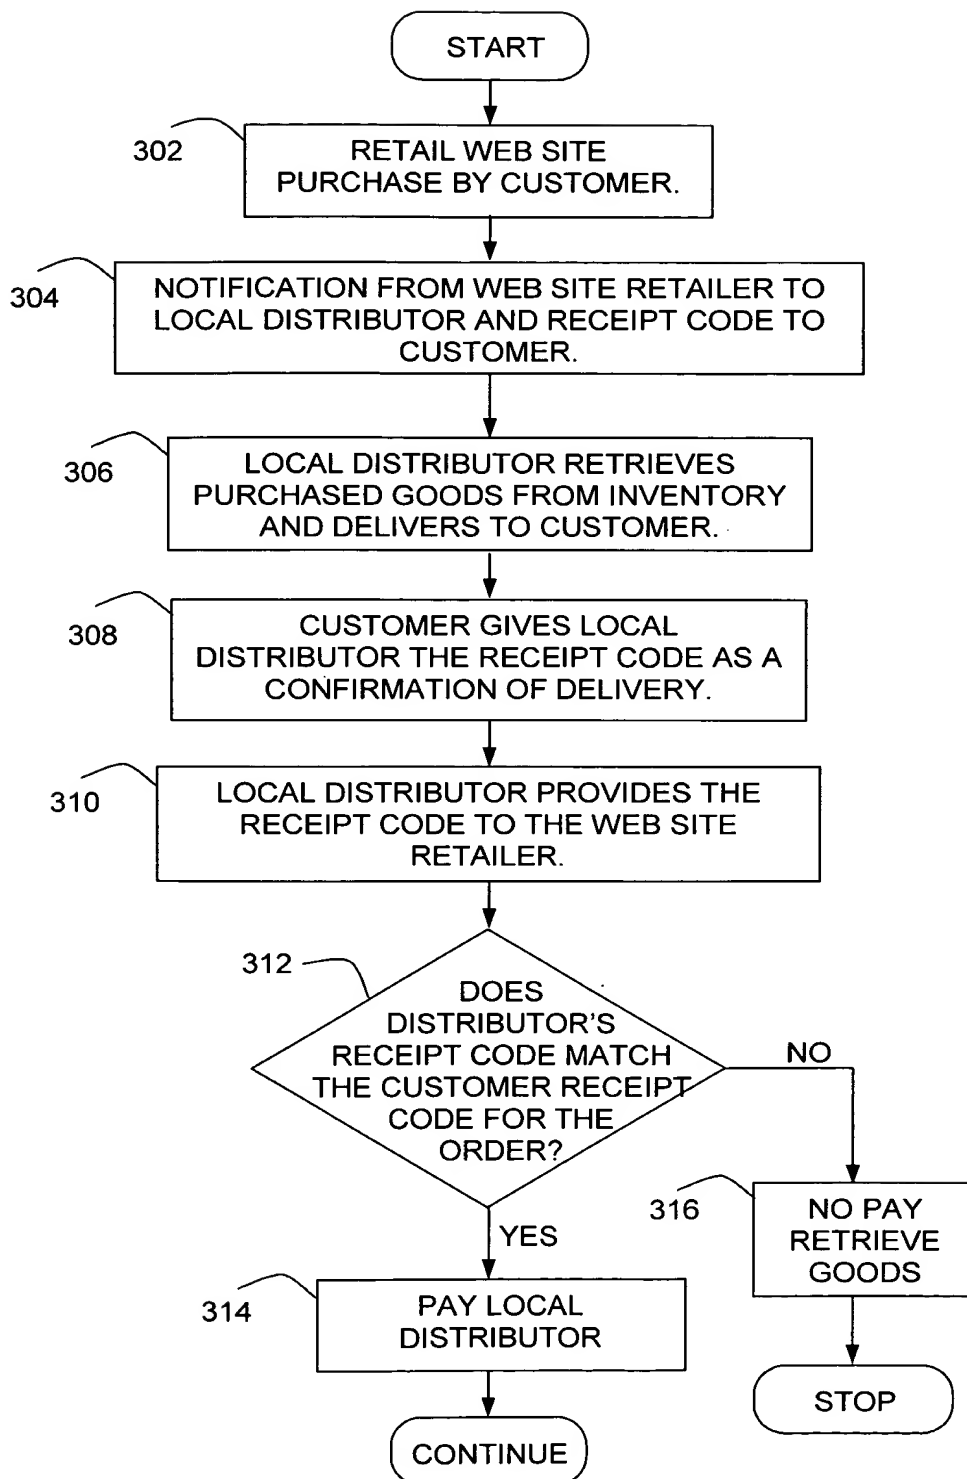 START
302
RETAIL WEB SITE
PURCHASE BY CUSTOMER.
304
NOTIFICATION FROM WEB SITE RETAILER TO
LOCAL DISTRIBUTOR AND RECEIPT CODE TO
CUSTOMER.
306
LOCAL DISTRIBUTOR RETRIEVES
PURCHASED GOODS FROM INVENTORY
AND DELIVERS TO CUSTOMER.
308
CUSTOMER GIVES LOCAL
DISTRIBUTOR THE RECEIPT CODE AS A
CONFIRMATION OF DELIVERY.
310
LOCAL DISTRIBUTOR PROVIDES THE
RECEIPT CODE TO THE WEB SITE
RETAILER.
312
DOES
DISTRIBUTOR'S
RECEIPT CODE MATCH
THE CUSTOMER RECEIPT
CODE FOR THE
ORDER?
NO
316
NO PAY
RETRIEVE
GOODS
YES
314
PAY LOCAL
DISTRIBUTOR
STOP
CONTINUE